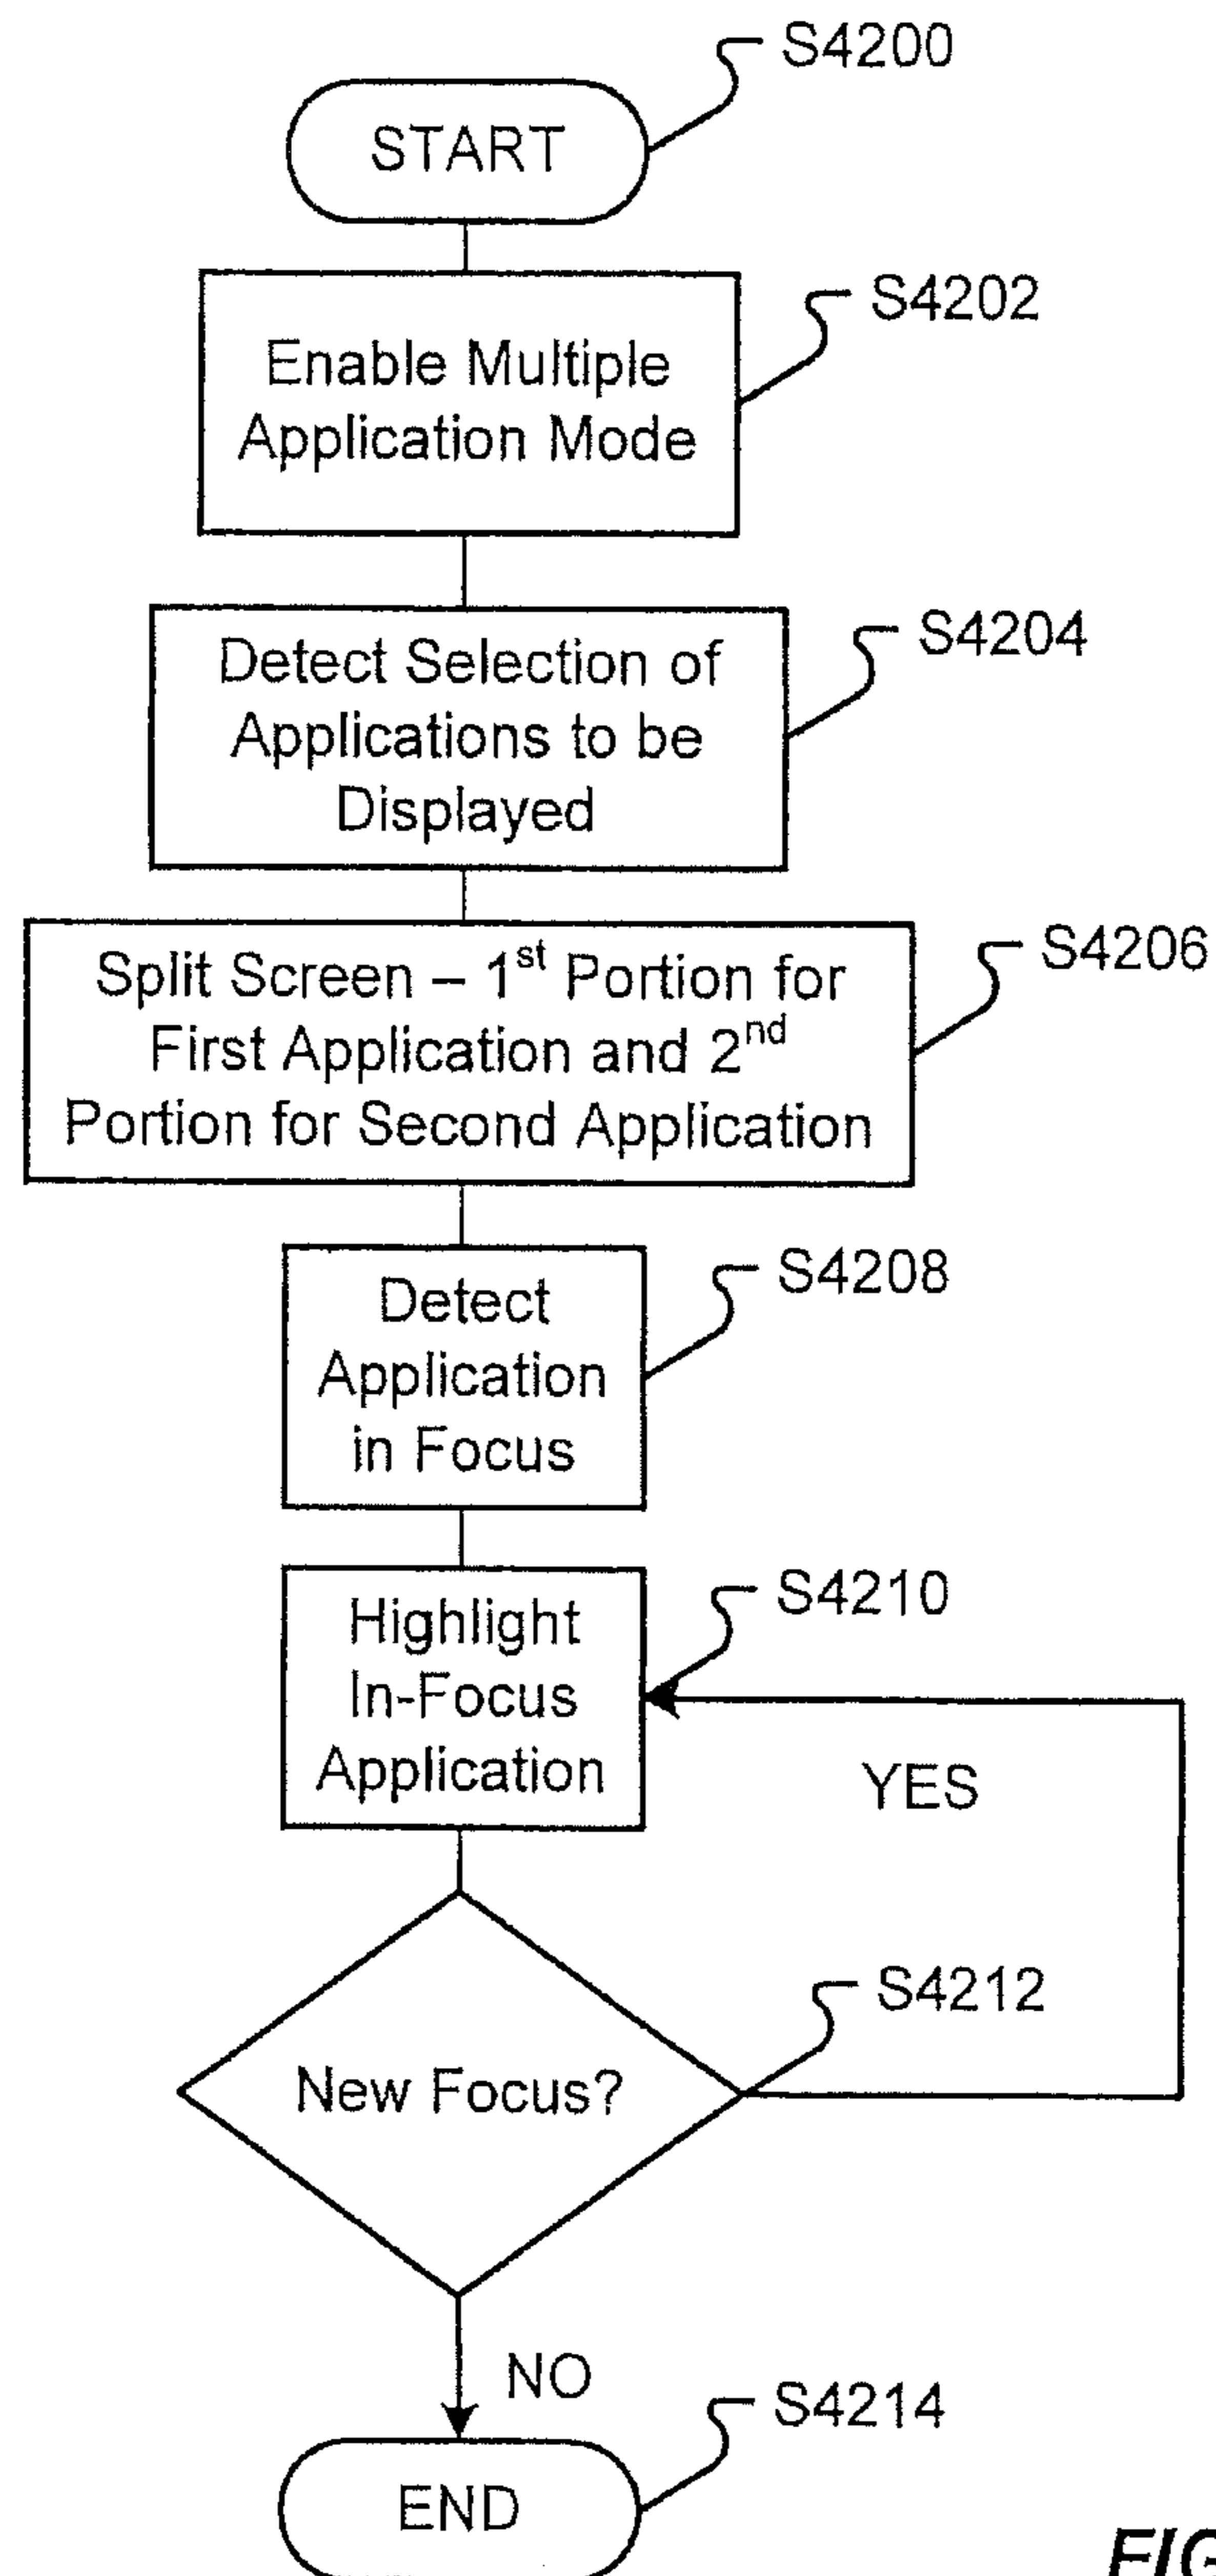 S4200
START
S4202
Enable Multiple
Application Mode
S4204
Detect Selection of
Applications to be
Displayed
S4206
Split Screen – 1st Portion for
First Application and 2nd
Portion for Second Application
S4208
Detect
Application
in Focus
S4210
Highlight
In-Focus
Application
YES
S4212
New Focus?
NO
S4214
END
FIG